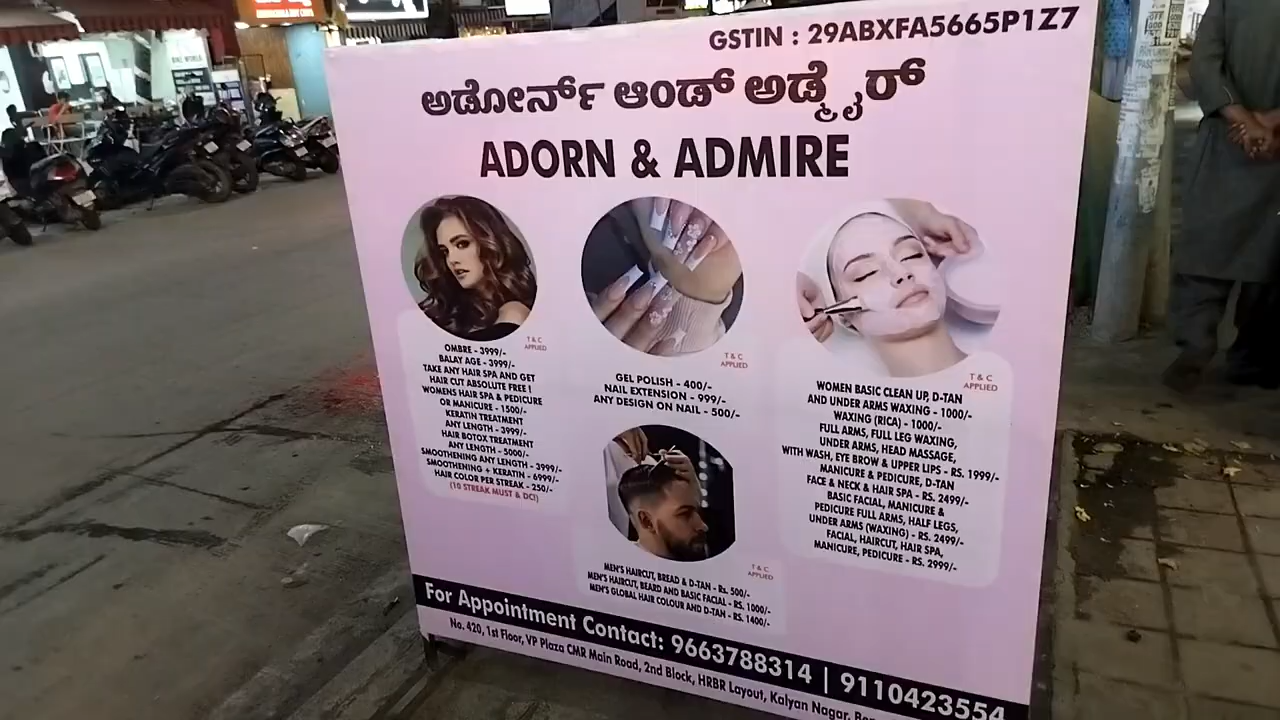 GSTIN : 29ABXFA5665P1Z7
ಅಡೋರ್ನ್ ಆಂಡ್ ಅಡ್ಮೈರ್
ADORN & ADMIRE
T & C
APPLIED
OMBRE - 3999/-
BALAY AGE - 3999/-
TAKE ANY HAIR SPA AND GET
HAIR CUT ABSOLUTE FREE !
WOMENS HAIR SPA & PEDICURE
OR MANICURE - 1500/-
KERATIN TREATMENT
ANY LENGTH - 3999/-
HAIR BOTOX TREATMENT
ANY LENGTH - 5000/-
SMOOTHENING ANY LENGTH - 3999/-
SMOOTHENING + KERATIN - 6999/-
HAIR COLOR PER STREAK - 250/-
(10 STREAK MUST & DC!)
T & C
APPLIED
GEL POLISH - 400/-
NAIL EXTENSION - 999/-
ANY DESIGN ON NAIL - 500/-
T & C
APPLIED
MEN'S HAIRCUT, BREAD & D-TAN - Rs. 500/-
MEN'S HAIRCUT, BEARD AND BASIC FACIAL - RS. 1000/-
MEN'S GLOBAL HAIR COLOUR AND D-TAN - RS. 1400/-
T & C
APPLIED
WOMEN BASIC CLEAN UP, D-TAN
AND UNDER ARMS WAXING - 1000/-
WAXING (RICA) - 1000/-
FULL ARMS, FULL LEG WAXING,
UNDER ARMS, HEAD MASSAGE,
WITH WASH, EYE BROW & UPPER LIPS - RS. 1999/-
MANICURE & PEDICURE, D-TAN
FACE & NECK & HAIR SPA - RS. 2499/-
BASIC FACIAL, MANICURE &
PEDICURE FULL ARMS, HALF LEGS,
UNDER ARMS (WAXING) - RS. 2499/-
FACIAL, HAIRCUT, HAIR SPA,
MANICURE, PEDICURE - RS. 2999/-
For Appointment Contact: 9663788314 | 9110423554
No. 420, 1st Floor, VP Plaza CMR Main Road, 2nd Block, HRBR Layout, Kalyan Nagar,